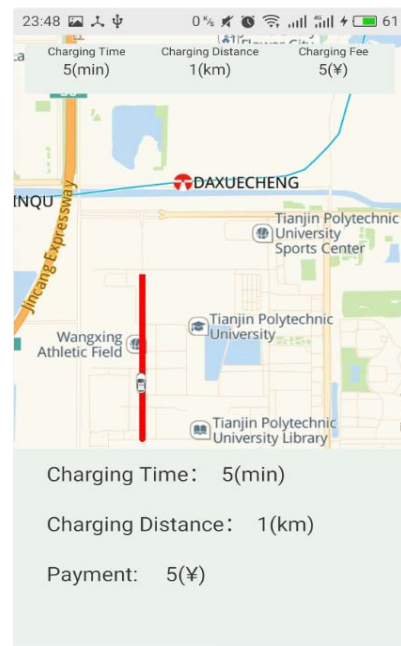 23:48 0 K/s 4G 61
Charging Time Charging Distance Charging Fee
5(min) 1(km) 5(¥)
DAXUECHENG
INQU
Jincang Expressway
Tianjin Polytechnic
University
Sports Center
Tianjin Polytechnic
University
Wangxing
Athletic Field
Tianjin Polytechnic
University Library
Charging Time: 5(min)
Charging Distance: 1(km)
Payment: 5(¥)